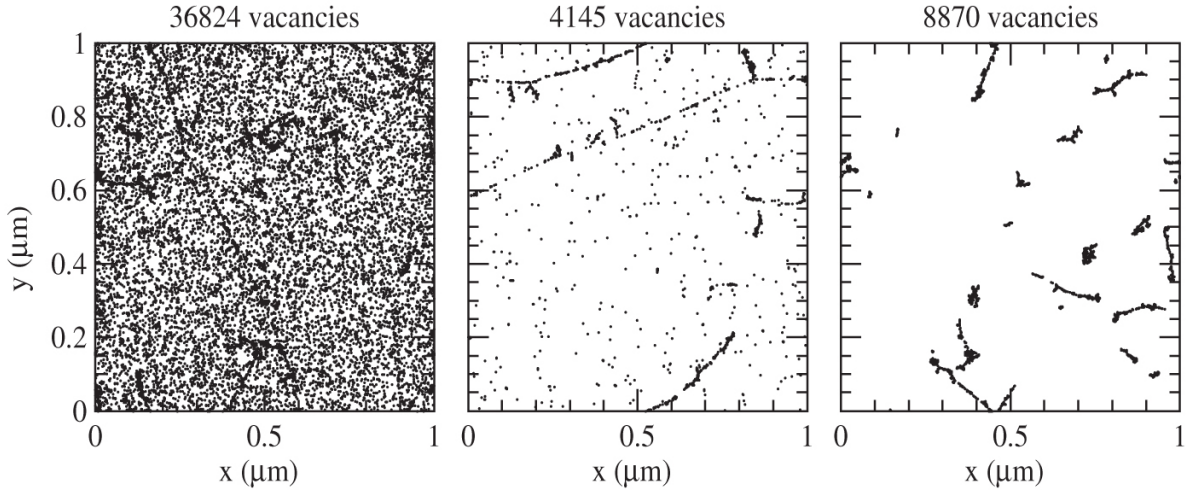 36824 vacancies 4145 vacancies 8870 vacancies
1
0.8
0.6
0.4
0.2
0
y (μm)
0 0.5 1 0 0.5 1 0 0.5 1
x (μm) x (μm) x (μm)